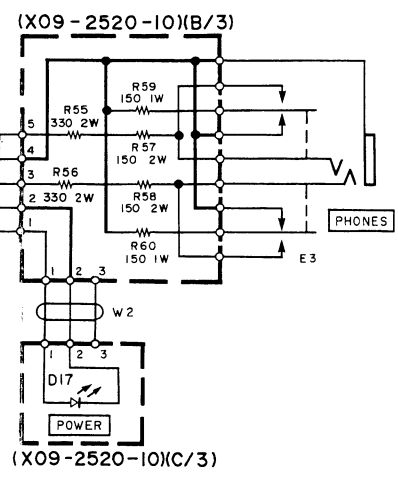 (X09-2520-10)(B/3)
R59
150 1W
R55
330 2W
5
R57
150 2W
4
R56
3
330 2W
R58
150 2W
2
1
R60
150 1W
PHONES
E3
1 2 3
W2
1 2 3
D17
POWER
(X09-2520-10)(C/3)